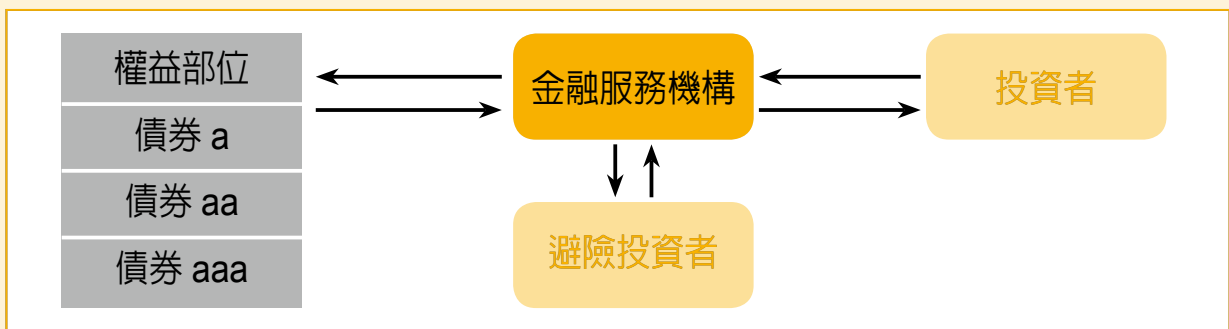 權益部位
債券 a
債券 aa
債券 aaa
金融服務機構
投資者
避險投資者